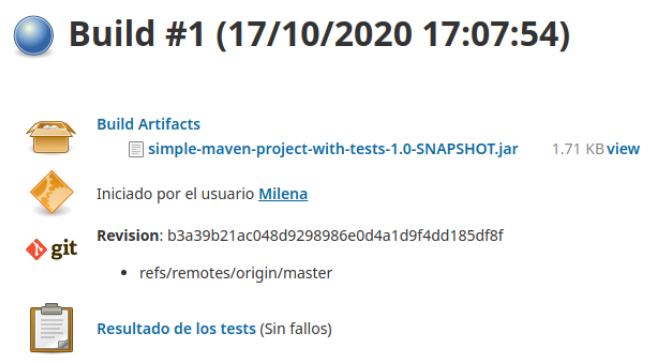 Build #1 (17/10/2020 17:07:54)
Build Artifacts
simple-maven-project-with-tests-1.0-SNAPSHOT.jar 1.71 KB view
Iniciado por el usuario Milena
git
Revision: b3a39b21ac048d9298986e0d4a1d9f4dd185df8f
• refs/remotes/origin/master
Resultado de los tests (Sin fallos)